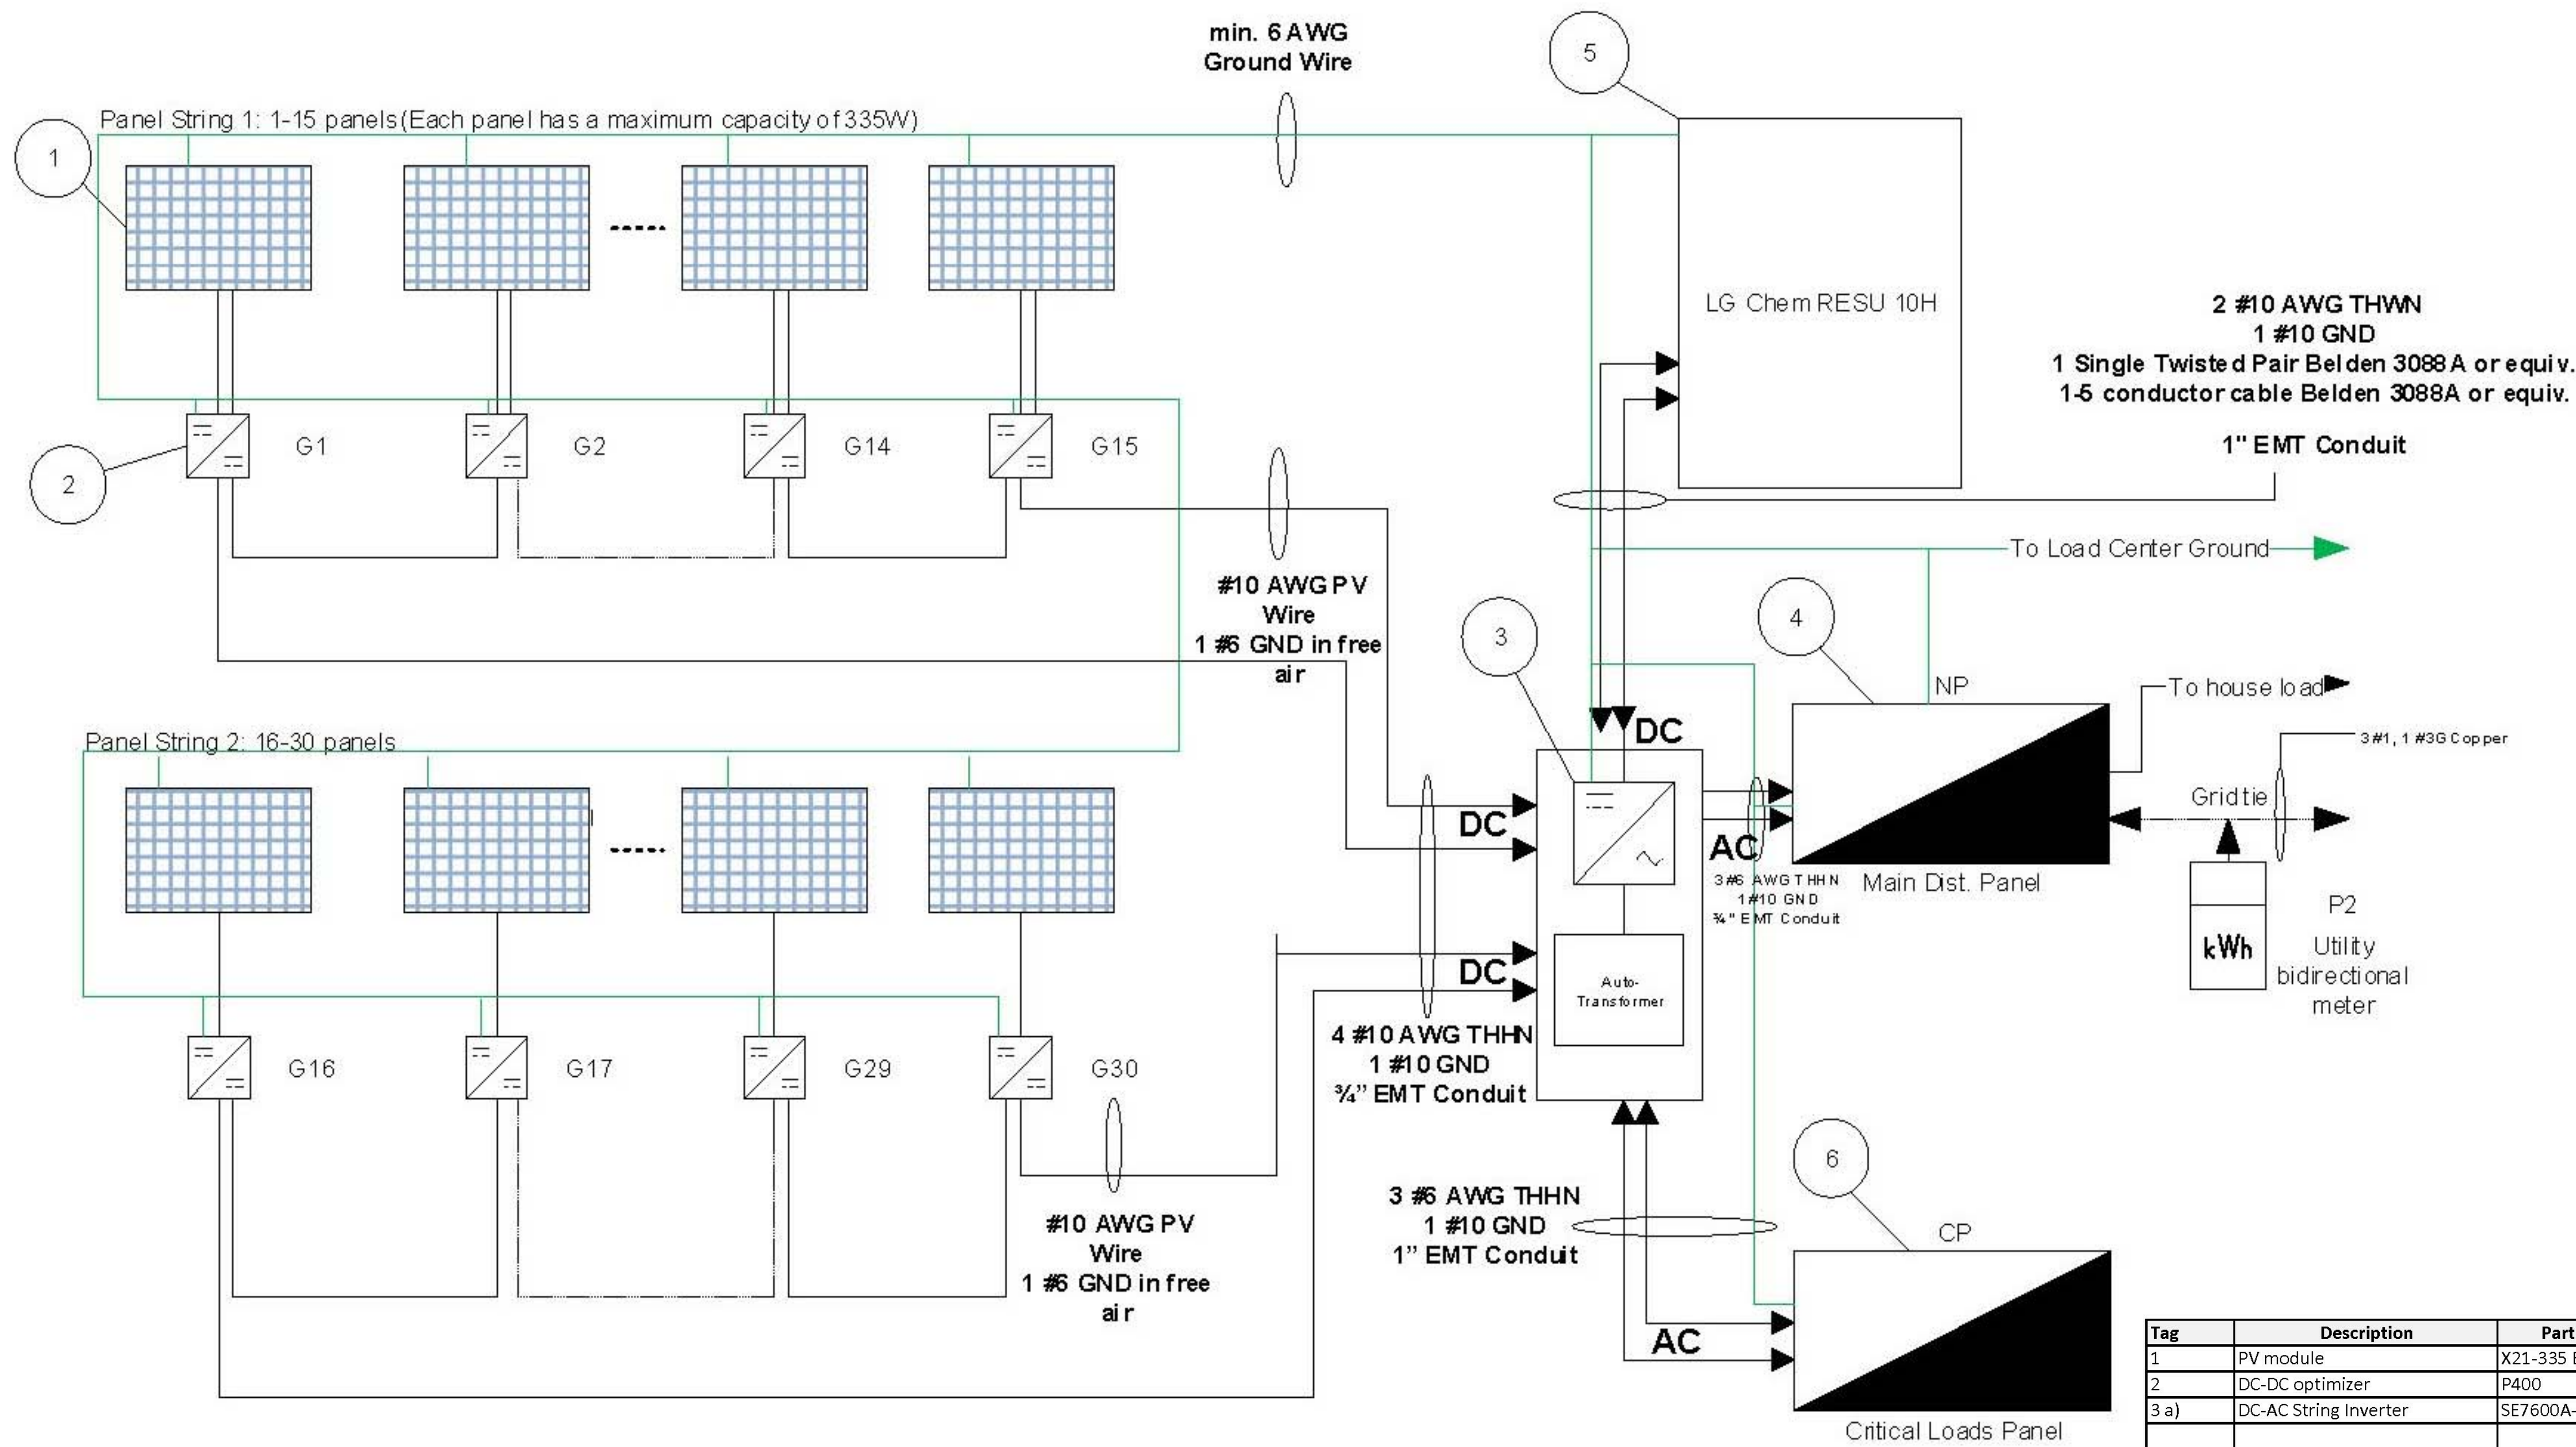 min. 6 AWG
Ground Wire
5
Panel String 1: 1-15 panels(Each panel has a maximum capacity of 335W)
1
LG Chem RESU 10H
2 #10 AWG THWN
1 #10 GND
1 Single Twisted Pair Belden 3088A or equiv.
1-5 conductor cable Belden 3088A or equiv.
1" EMT Conduit
2
G1
G2
G14
G15
To Load Center Ground
#10 AWG PV
Wire
1 #6 GND in free
air
3
4
NP
To house load
DC
3#1, 1 #3G Copper
Panel String 2: 16-30 panels
Grid tie
DC
AC
3#6 AWG THHN
1#10 GND
¾" EMT Conduit
Main Dist. Panel
P2
kWh
Utility
bidirectional
meter
DC
Auto-
Transformer
4 #10 AWG THHN
1 #10 GND
¾” EMT Conduit
G16
G17
G29
G30
#10 AWG PV
Wire
1 #6 GND in free
air
3 #6 AWG THHN
1 #10 GND
1” EMT Conduit
6
CP
AC
Critical Loads Panel
Tag Description Part
1 PV module X21-335
2 DC-DC optimizer P400
3 a) DC-AC String Inverter SE7600A-